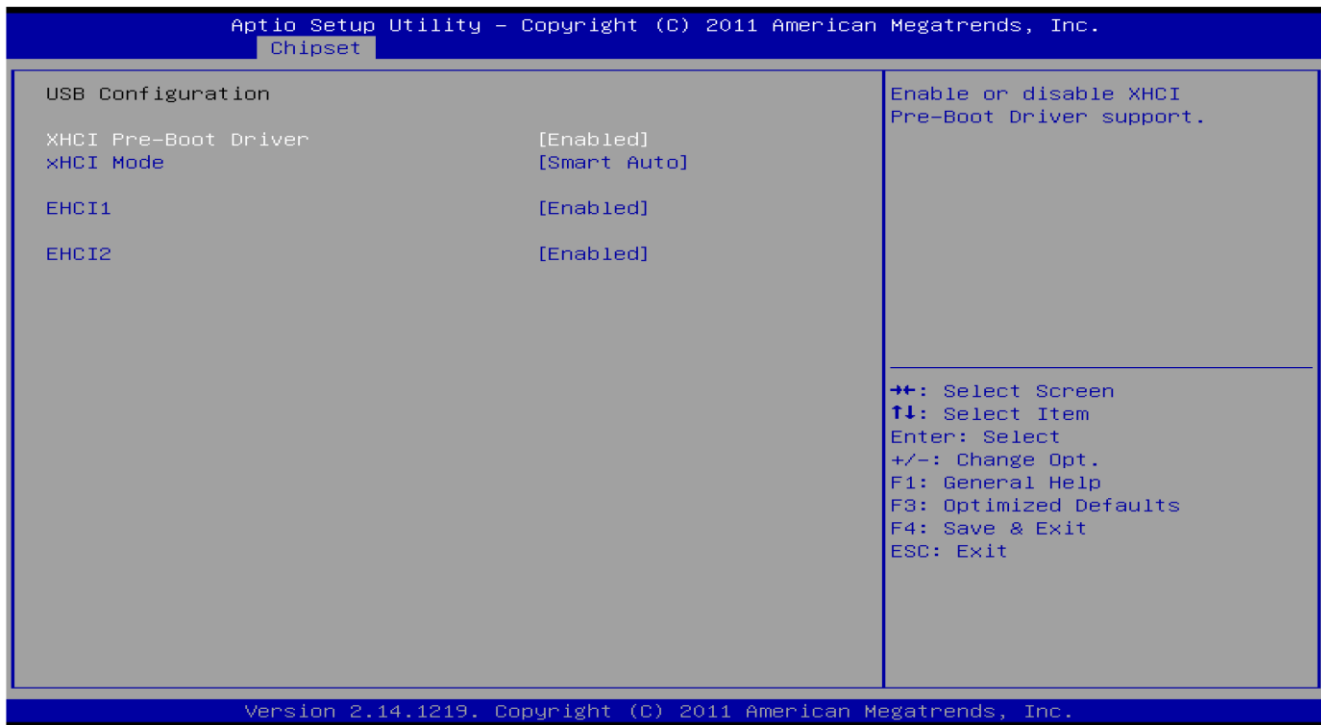 Aptio Setup Utility – Copyright (C) 2011 American Megatrends, Inc.
Chipset
USB Configuration
XHCI Pre-Boot Driver [Enabled]
xHCI Mode [Smart Auto]
EHCI1 [Enabled]
EHCI2 [Enabled]
Enable or disable XHCI
Pre-Boot Driver support.
→←: Select Screen
↑↓: Select Item
Enter: Select
+/-: Change Opt.
F1: General Help
F3: Optimized Defaults
F4: Save & Exit
ESC: Exit
Version 2.14.1219. Copyright (C) 2011 American Megatrends, Inc.